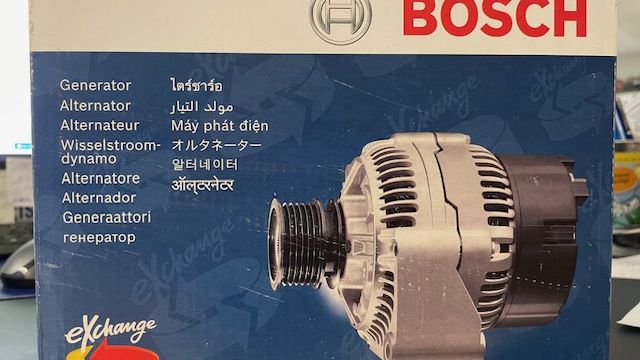 BOSCH
Generator
Alternator
Alternateur
Wisselstroom-
dynamo
Alternatore
Alternador
Generaattori
генератор
ไดร์ชาร์จ
مولد التيار
Máy phát điện
オルタネーター
알터네이터
ऑल्टरनेटर
eXchange
eXchange
eXchange